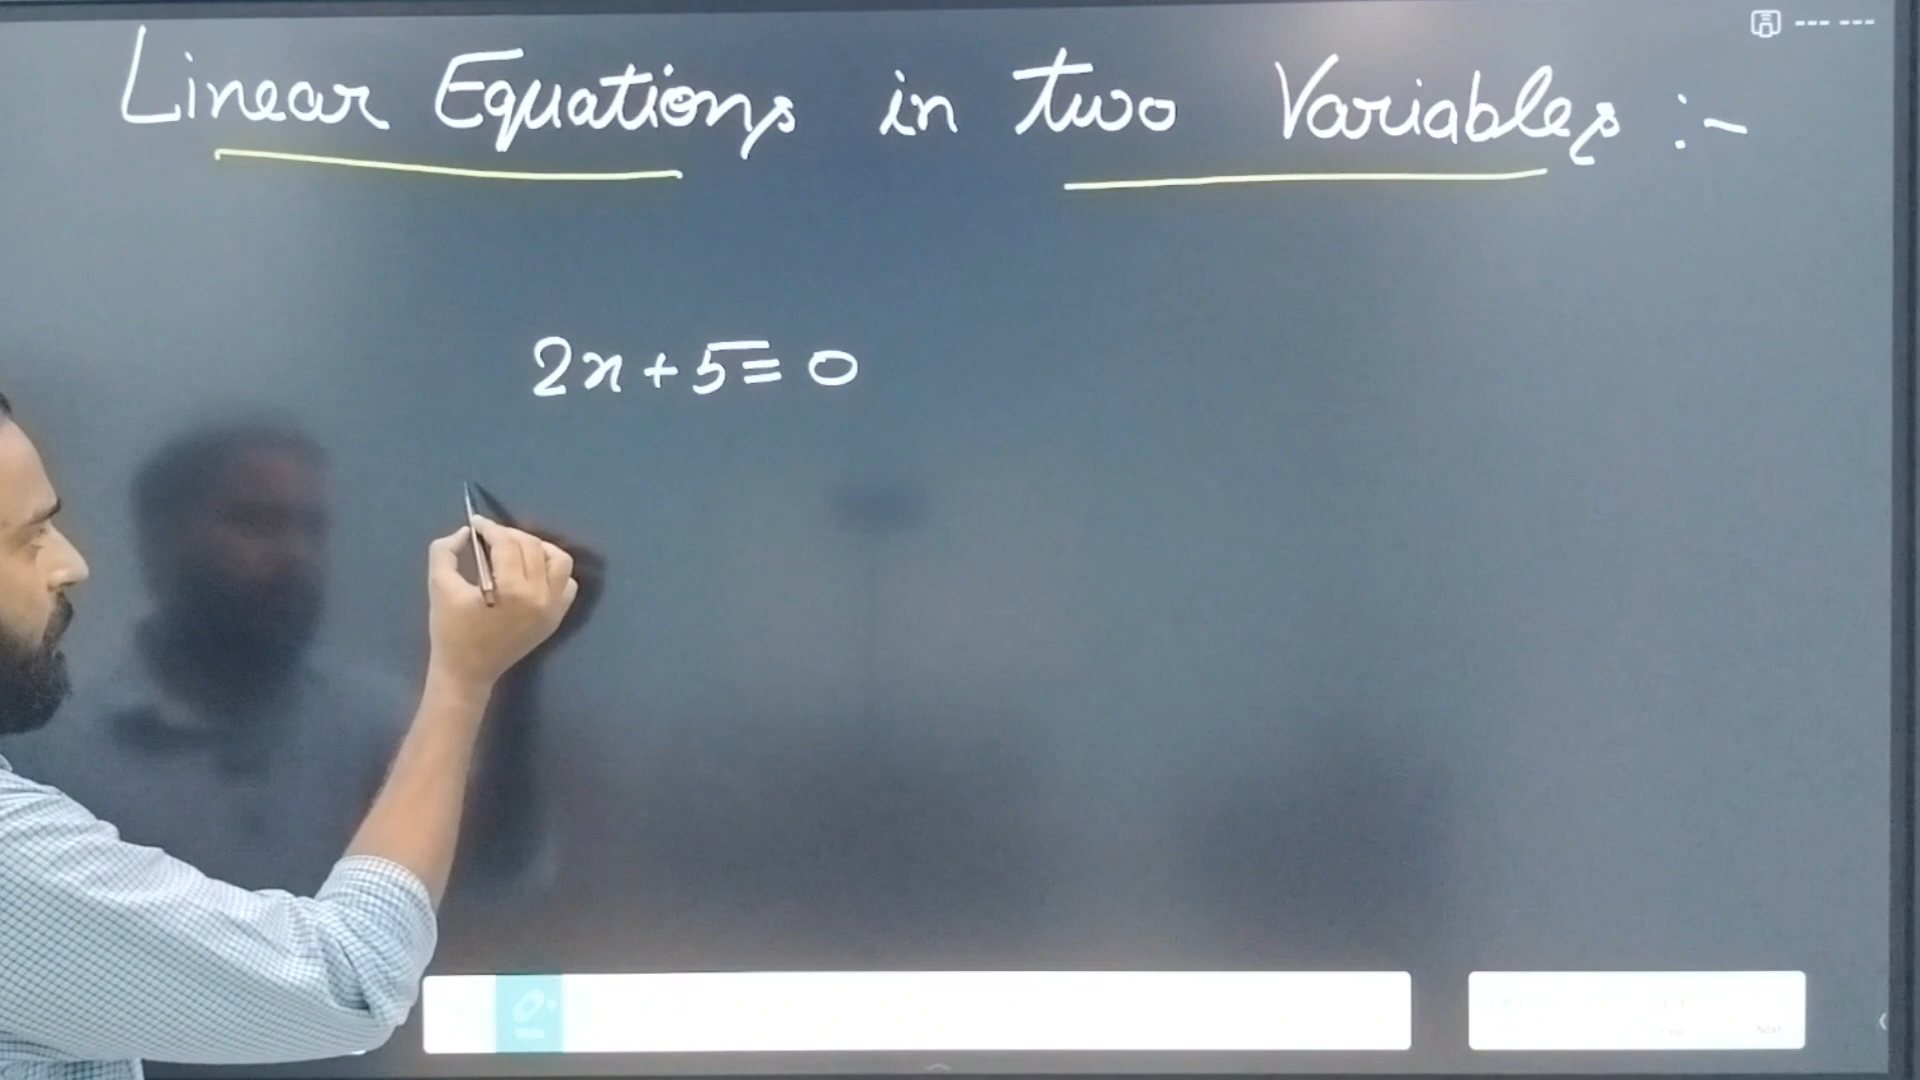 Linear Equations in two Variables :-
2x + 5 = 0